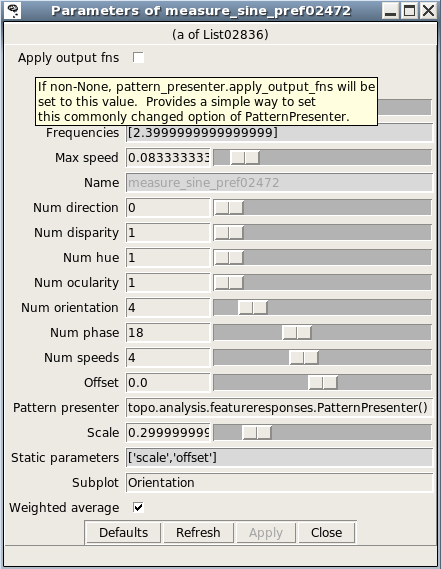 Parameters of measure_sine_pref02472
(a of List02836)
Apply output fns
If non-None, pattern_presenter.apply_output_fns will be
set to this value.  Provides a simple way to set
this commonly changed option of PatternPresenter.
Frequencies [2.3999999999999999]
Max speed 0.083333333
Name measure_sine_pref02472
Num direction 0
Num disparity 1
Num hue 1
Num ocularity 1
Num orientation 4
Num phase 18
Num speeds 4
Offset 0.0
Pattern presenter topo.analysis.featureresponses.PatternPresenter()
Scale 0.299999999
Static parameters ['scale','offset']
Subplot Orientation
Weighted average
Defaults Refresh Apply Close